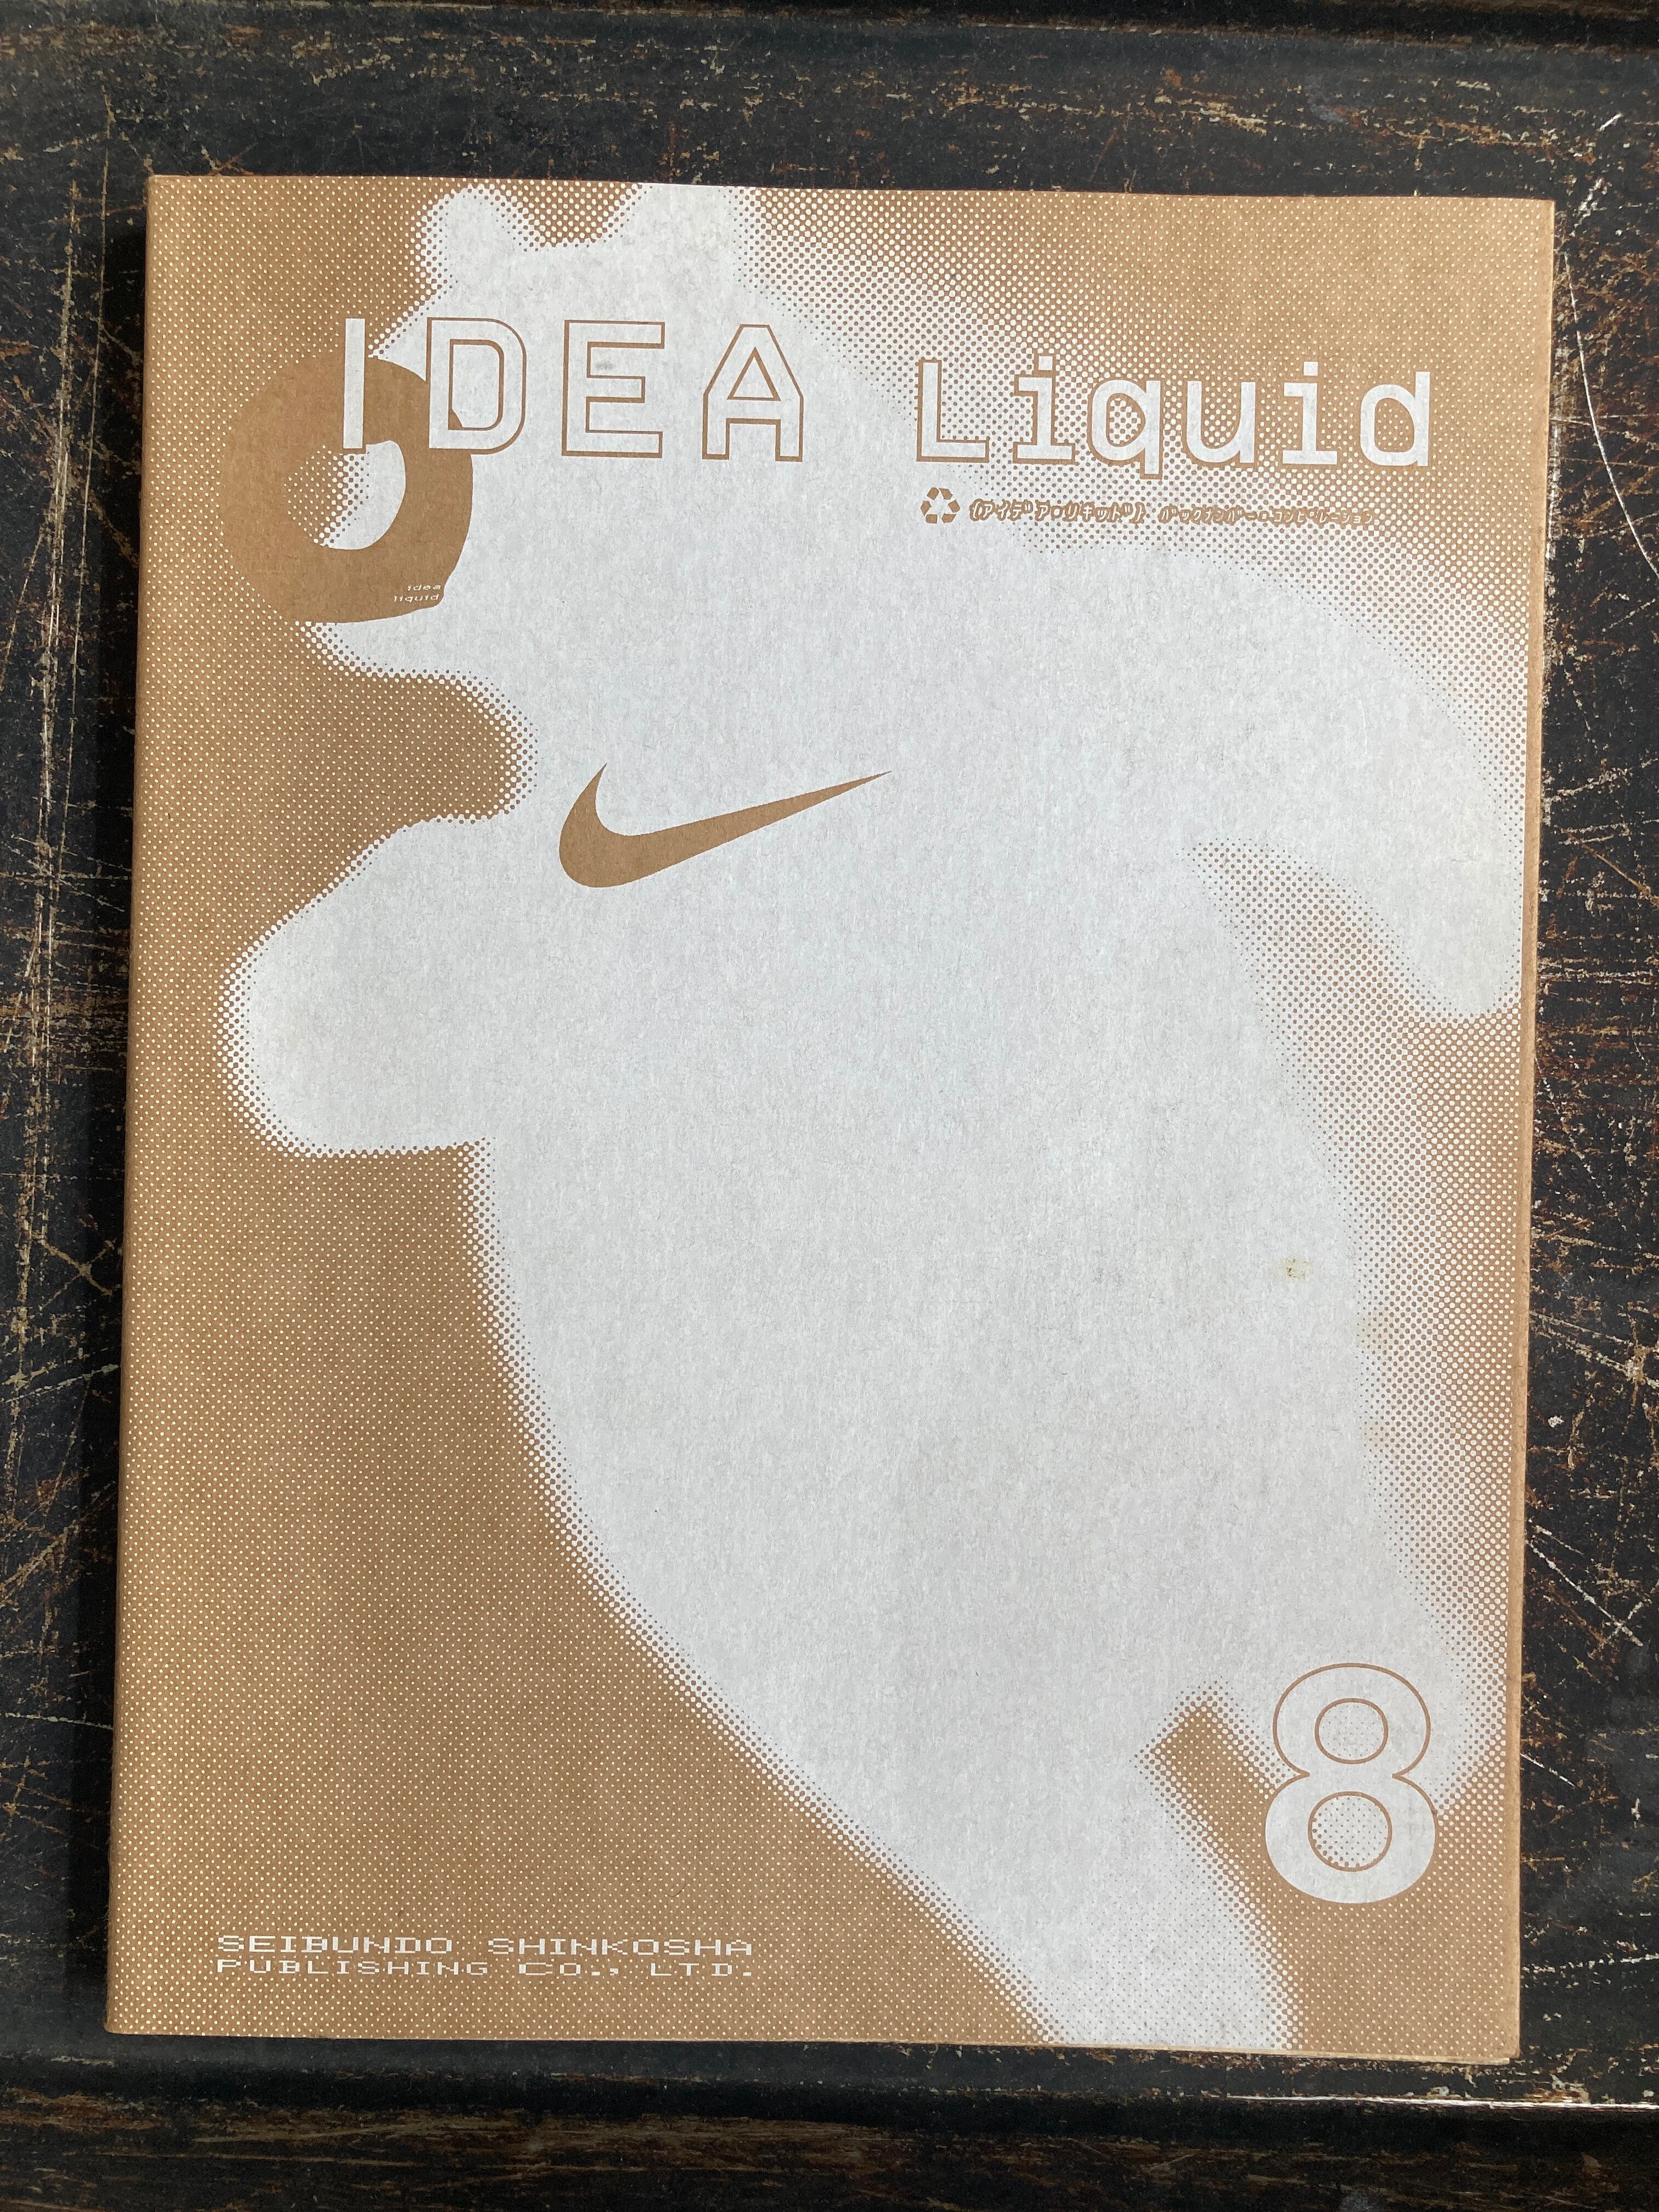 IDEA Liquid
{アイデア・リキッド} バックナンバー・コンピレーション
idea
liquid
8
SEIBUNDO SHINKOSHA
PUBLISHING CO., LTD.